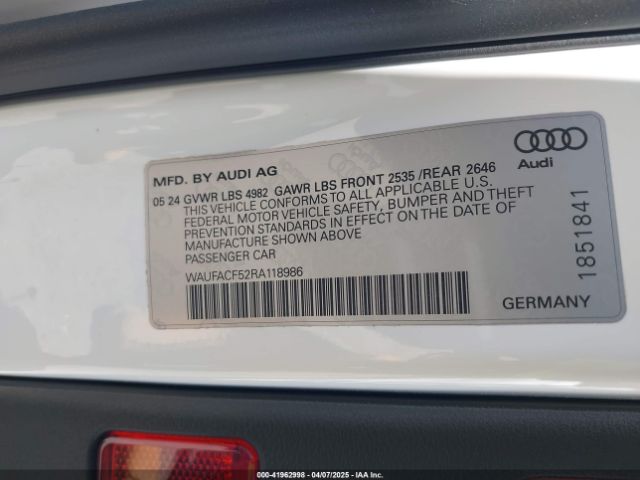 MFD. BY AUDI AG
05 24 GVWR LBS 4982 GAWR LBS FRONT 2535 /REAR 2646
THIS VEHICLE CONFORMS TO ALL APPLICABLE U.S.
FEDERAL MOTOR VEHICLE SAFETY, BUMPER AND THEFT
PREVENTION STANDARDS IN EFFECT ON THE DATE OF
MANUFACTURE SHOWN ABOVE
PASSENGER CAR
WAUFACF52RA118986
Audi
1851841
GERMANY
000-41962998 - 04/07/2025 - IAAI.com